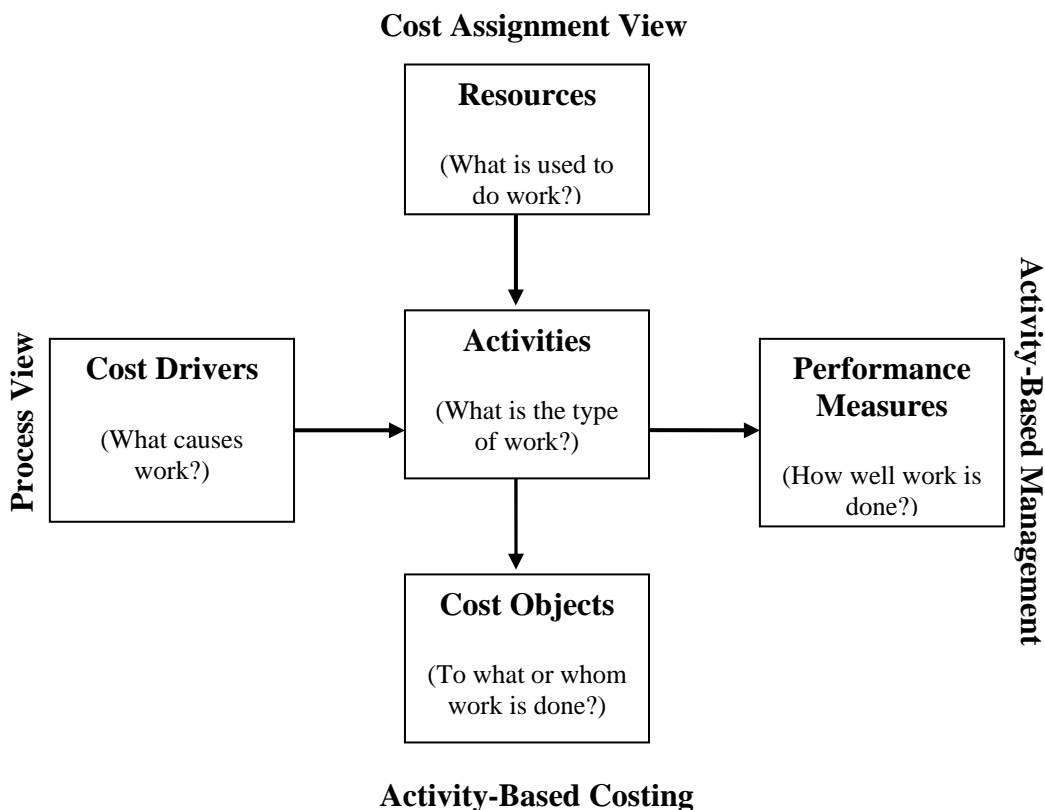 Cost Assignment View
Resources
(What is used to
do work?)
Process View
Cost Drivers
(What causes
work?)
Activities
(What is the type
of work?)
Performance
Measures
(How well work is
done?)
Activity-Based Management
Cost Objects
(To what or whom
work is done?)
Activity-Based Costing